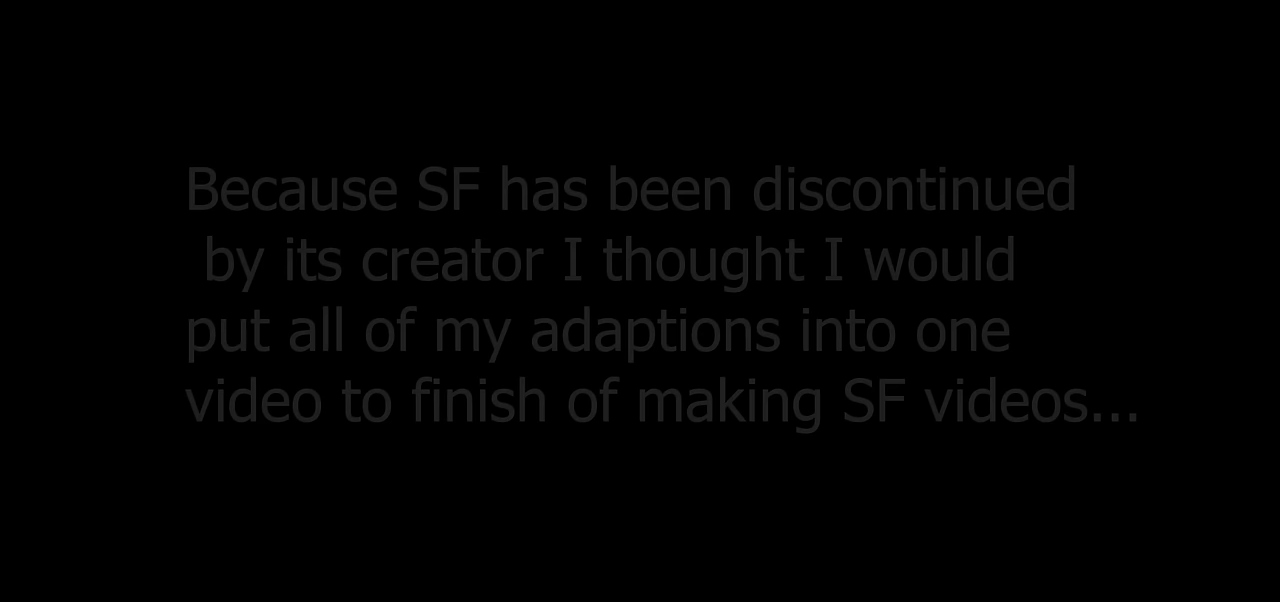 Because SF has been discontinued
by its creator I thought I would
put all of my adaptions into one
video to finish of making SF videos...